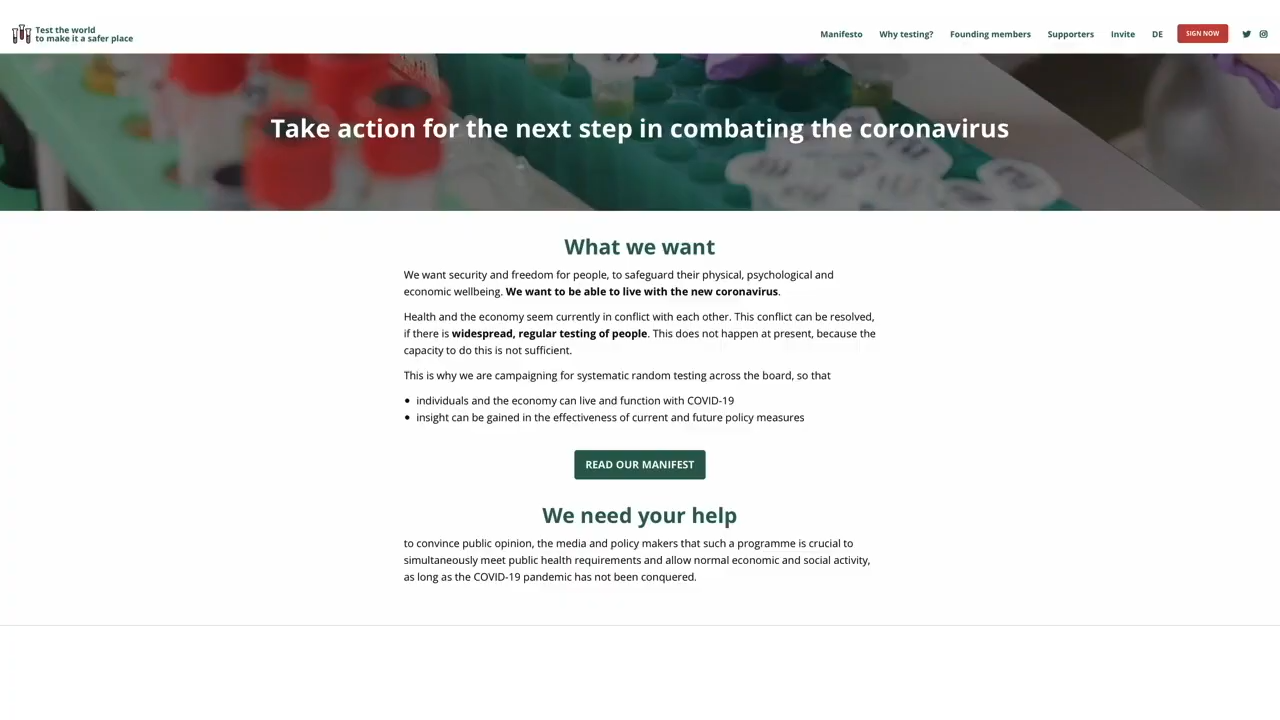 Test the world
to make it a safer place
Manifesto
Why testing?
Founding members
Supporters
Invite
DE
SIGN NOW
Take action for the next step in combating the coronavirus
What we want
We want security and freedom for people, to safeguard their physical, psychological and
economic wellbeing. We want to be able to live with the new coronavirus.
Health and the economy seem currently in conflict with each other. This conflict can be resolved,
if there is widespread, regular testing of people. This does not happen at present, because the
capacity to do this is not sufficient.
This is why we are campaigning for systematic random testing across the board, so that
• individuals and the economy can live and function with COVID-19
• insight can be gained in the effectiveness of current and future policy measures
READ OUR MANIFEST
We need your help
to convince public opinion, the media and policy makers that such a programme is crucial to
simultaneously meet public health requirements and allow normal economic and social activity,
as long as the COVID-19 pandemic has not been conquered.